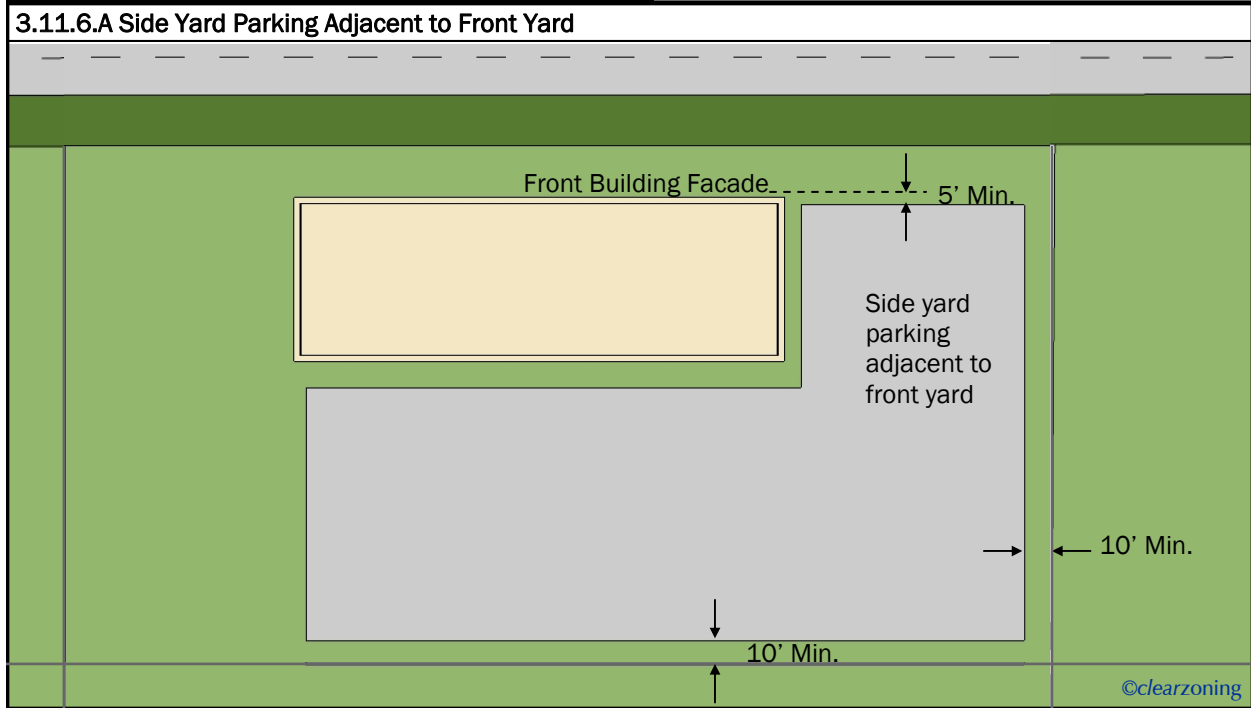 3.11.6.A Side Yard Parking Adjacent to Front Yard
Front Building Facade
5’ Min.
Side yard
parking
adjacent to
front yard
10’ Min.
10’ Min.
©clearzoning